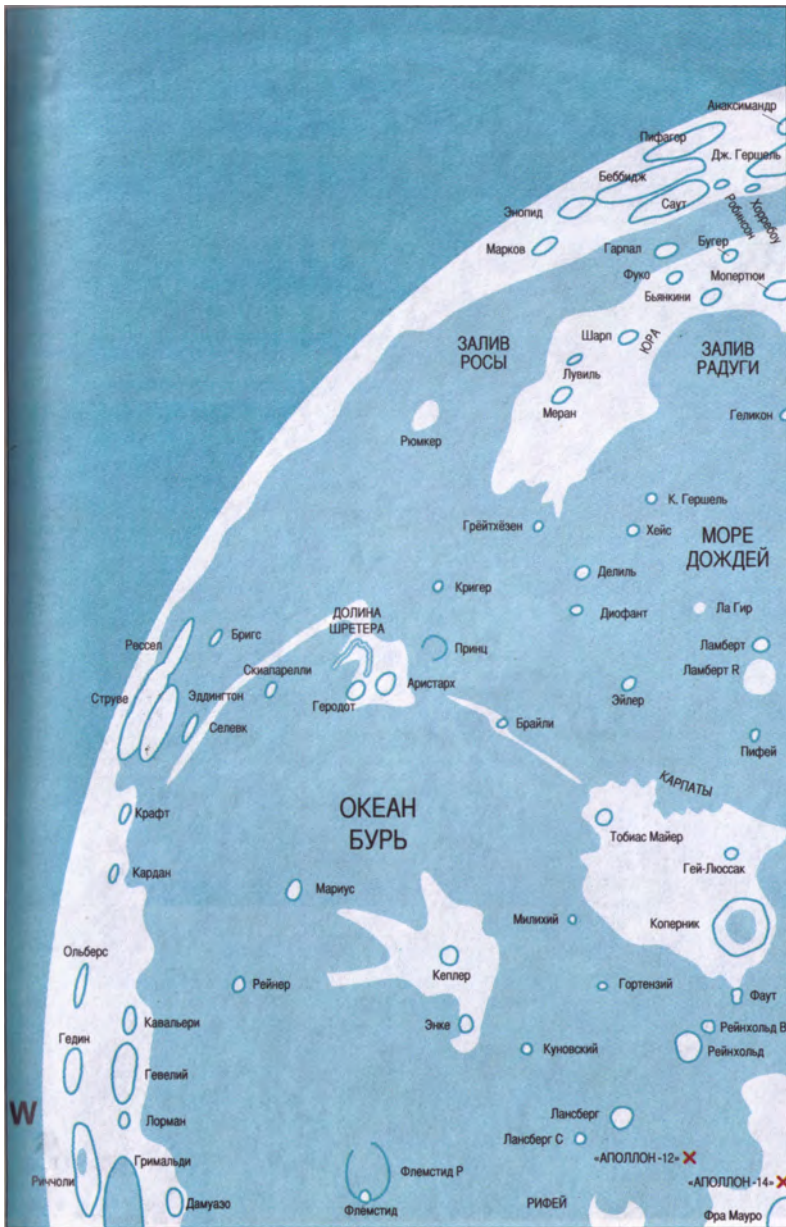 Анаксимандр
Пифагор
Дж. Гершель
Беббидж
Саут
Робинсон
Хорребоу
Энопид
Марков
Гарпал
Бугер
Фуко
Мопертюи
Бьянкини
Шарп
ЮРА
ЗАЛИВ
РОСЫ
ЗАЛИВ
РАДУГИ
Лувиль
Меран
Рюмкер
Геликон
К. Гершель
Грёйтхёзен
Хейс
МОРЕ
ДОЖДЕЙ
Делиль
Кригер
Диофант
Ла Гир
ДОЛИНА
ШРЕТЕРА
Рессел
Бригс
Принц
Ламберт
Скиапарелли
Ламберт R
Струве
Эддингтон
Геродот
Аристарх
Эйлер
Селевк
Брайли
Пифей
КАРПАТЫ
Крафт
ОКЕАН
БУРЬ
Тобиас Майер
Гей-Люссак
Кардан
Мариус
Милихий
Коперник
Ольберс
Кеплер
Рейнер
Гортензий
Фаут
Кавальери
Энке
Рейнхольд В
Гедин
Куновский
Рейнхольд
Гевелий
W
Лорман
Лансберг
Лансберг С
«АПОЛЛОН-12»
Гримальди
Флемстид Р
Риччоли
«АПОЛЛОН-14»
Дамуазо
Флемстид
РИФЕЙ
Фра Мауро